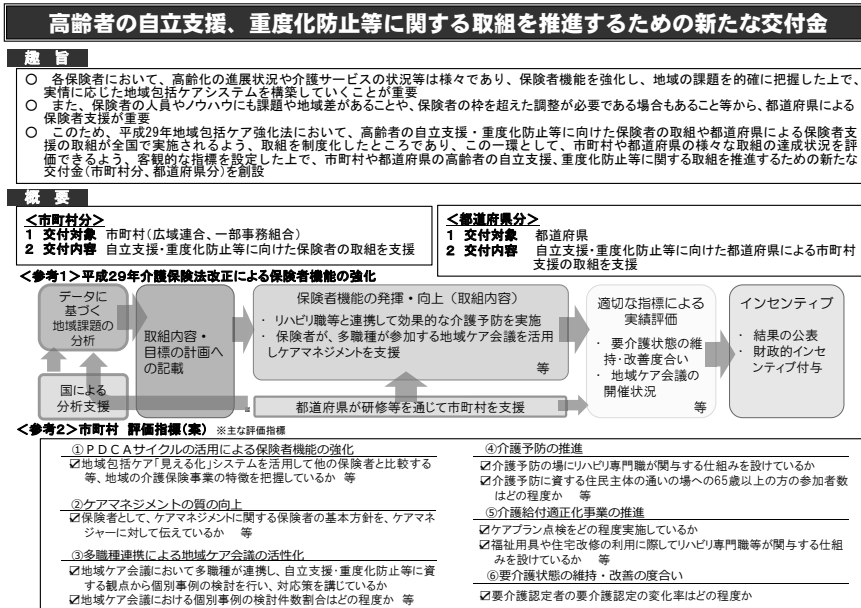 高齢者の自立支援、重度化防止等に関する取組を推進するための新たな交付金
趣 旨
○ 各保険者において、高齢化の進展状況や介護サービスの状況等は様々であり、保険者機能を強化し、地域の課題を的確に把握した上で、
実情に応じた地域包括ケアシステムを構築していくことが重要
○ また、保険者の人員やノウハウにも課題や地域差があることや、保険者の枠を超えた調整が必要である場合もあること等から、都道府県による
保険者支援が重要
○ このため、平成29年地域包括ケア強化法において、高齢者の自立支援・重度化防止等に向けた保険者の取組や都道府県による保険者支
援の取組が全国で実施されるよう、取組を制度化したところであり、この一環として、市町村や都道府県の様々な取組の達成状況を評
価できるよう、客観的な指標を設定した上で、市町村や都道府県の高齢者の自立支援、重度化防止等に関する取組を推進するための新たな
交付金(市町村分、都道府県分)を創設
概 要
<市町村分>
1 交付対象 市町村(広域連合、一部事務組合)
2 交付内容 自立支援・重度化防止等に向けた保険者の取組を支援
<都道府県分>
1 交付対象 都道府県
2 交付内容 自立支援・重度化防止等に向けた都道府県による市町村
支援の取組を支援
<参考1>平成29年介護保険法改正による保険者機能の強化
データに
基づく
地域課題の
分析
国による
分析支援
取組内容・
目標の計画へ
の記載
保険者機能の発揮・向上(取組内容)
・ リハビリ職等と連携して効果的な介護予防を実施
・ 保険者が、多職種が参加する地域ケア会議を活用
しケアマネジメントを支援
等
都道府県が研修等を通じて市町村を支援
適切な指標による
実績評価
・ 要介護状態の維
持・改善度合い
・ 地域ケア会議の
開催状況
等
インセンティブ
・ 結果の公表
・ 財政的インセ
ンティブ付与
<参考2>市町村 評価指標(案) ※主な評価指標
①PDCAサイクルの活用による保険者機能の強化
☑地域包括ケア「見える化」システムを活用して他の保険者と比較する
等、地域の介護保険事業の特徴を把握しているか 等
②ケアマネジメントの質の向上
☑保険者として、ケアマネジメントに関する保険者の基本方針を、ケアマネ
ジャーに対して伝えているか 等
③多職種連携による地域ケア会議の活性化
☑地域ケア会議において多職種が連携し、自立支援・重度化防止等に資
する観点から個別事例の検討を行い、対応策を講じているか
☑地域ケア会議における個別事例の検討件数割合はどの程度か 等
④介護予防の推進
☑介護予防の場にリハビリ専門職が関与する仕組みを設けているか
☑介護予防に資する住民主体の通いの場への65歳以上の方の参加者数
はどの程度か 等
⑤介護給付適正化事業の推進
☑ケアプラン点検をどの程度実施しているか
☑福祉用具や住宅改修の利用に際してリハビリ専門職等が関与する仕組
みを設けているか 等
⑥要介護状態の維持・改善の度合い
☑要介護認定者の要介護認定の変化率はどの程度か